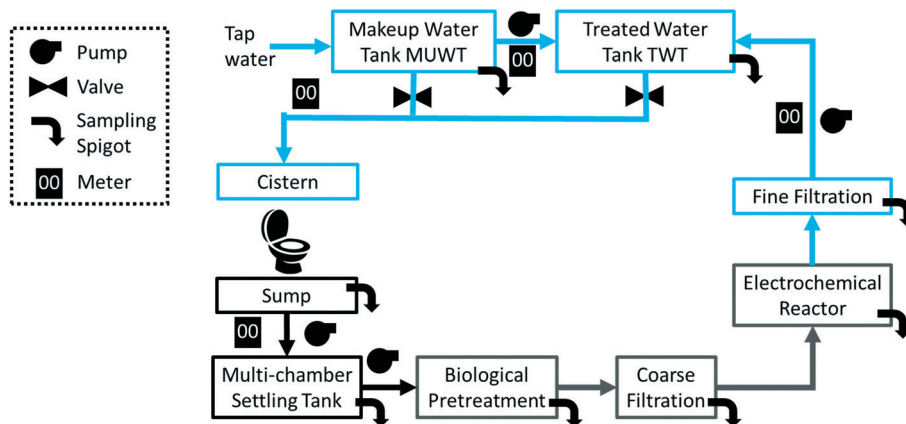 Pump
Valve
Sampling
Spigot
00
Meter
Tap
water
Makeup Water
Tank MUWT
00
Treated Water
Tank TWT
00
00
Cistern
Fine Filtration
Sump
00
Electrochemical
Reactor
Multi-chamber
Settling Tank
Biological
Pretreatment
Coarse
Filtration